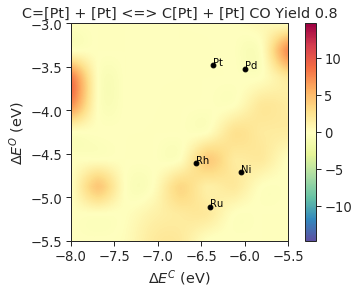 C=[Pt] + [Pt] <=> C[Pt] + [Pt] CO Yield 0.8
−3.0
−3.5
−4.0
−4.5
−5.0
−5.5
ΔE^O (eV)
Pt
Pd
Rh
Ni
Ru
−8.0 −7.5 −7.0 −6.5 −6.0 −5.5
ΔE^C (eV)
10
5
0
−5
−10